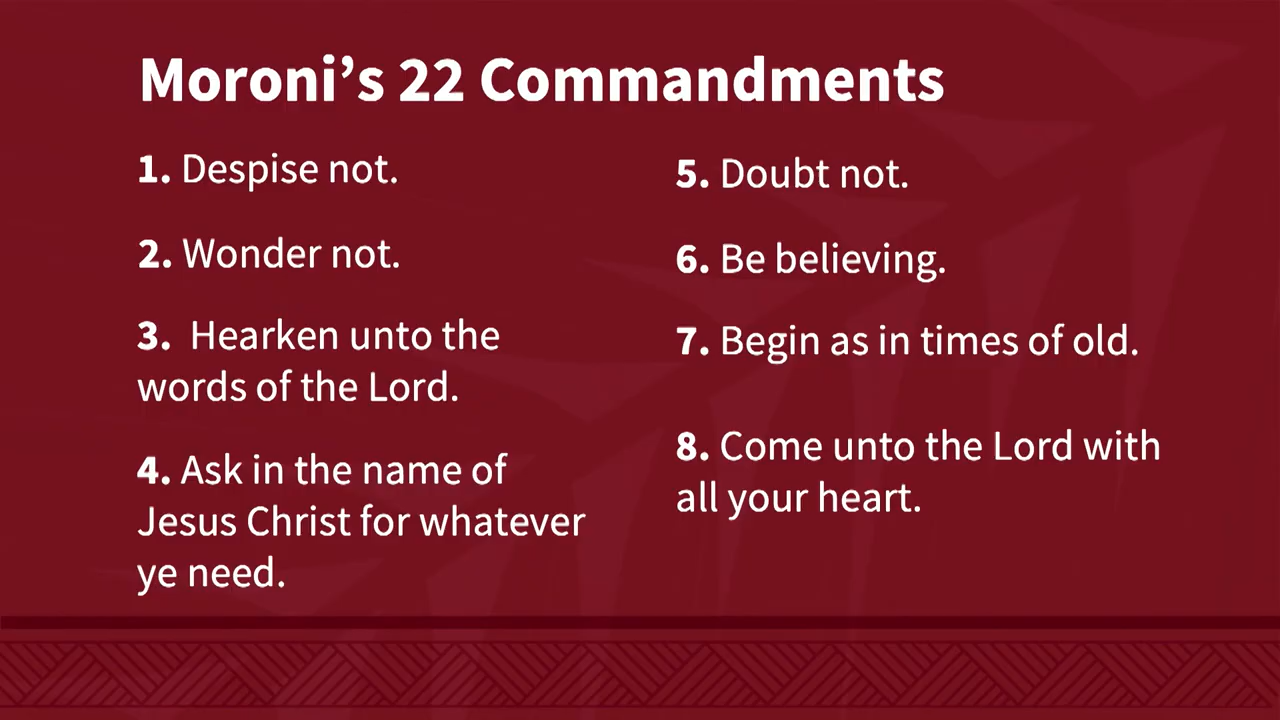 Moroni’s 22 Commandments
1. Despise not.
2. Wonder not.
3. Hearken unto the
words of the Lord.
4. Ask in the name of
Jesus Christ for whatever
ye need.
5. Doubt not.
6. Be believing.
7. Begin as in times of old.
8. Come unto the Lord with
all your heart.